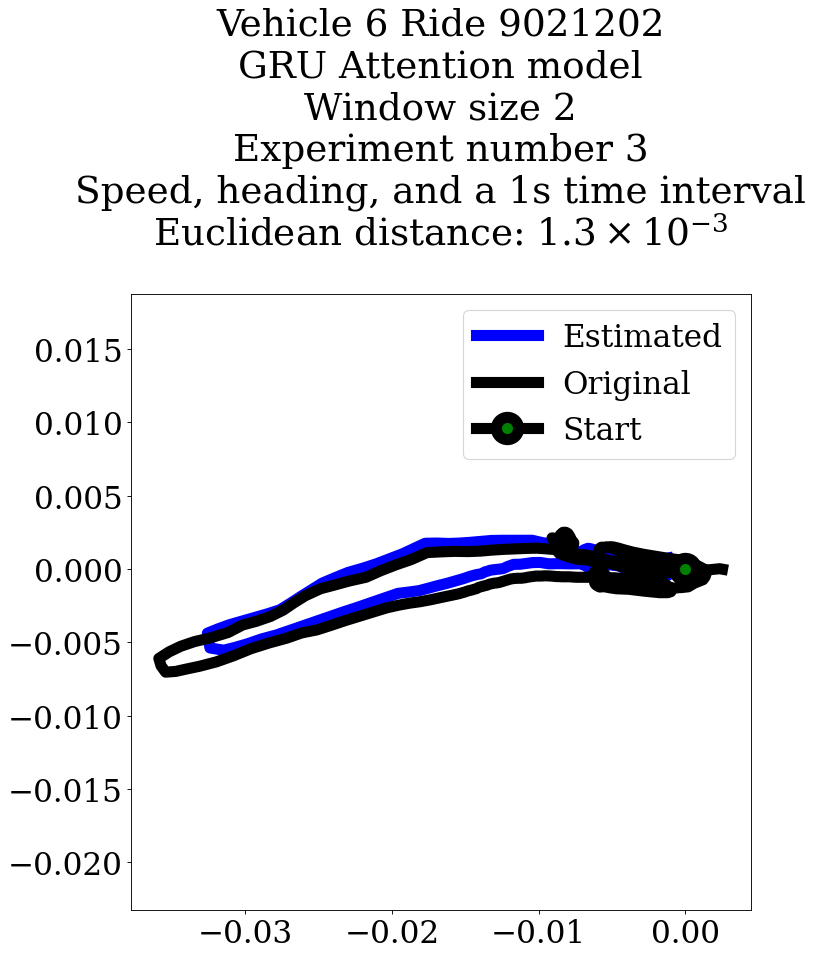 Vehicle 6 Ride 9021202
GRU Attention model
Window size 2
Experiment number 3
Speed, heading, and a 1s time interval
Euclidean distance: 1.3 × 10⁻³
Estimated
Original
Start
0.015
0.010
0.005
0.000
−0.005
−0.010
−0.015
−0.020
−0.03 −0.02 −0.01 0.00